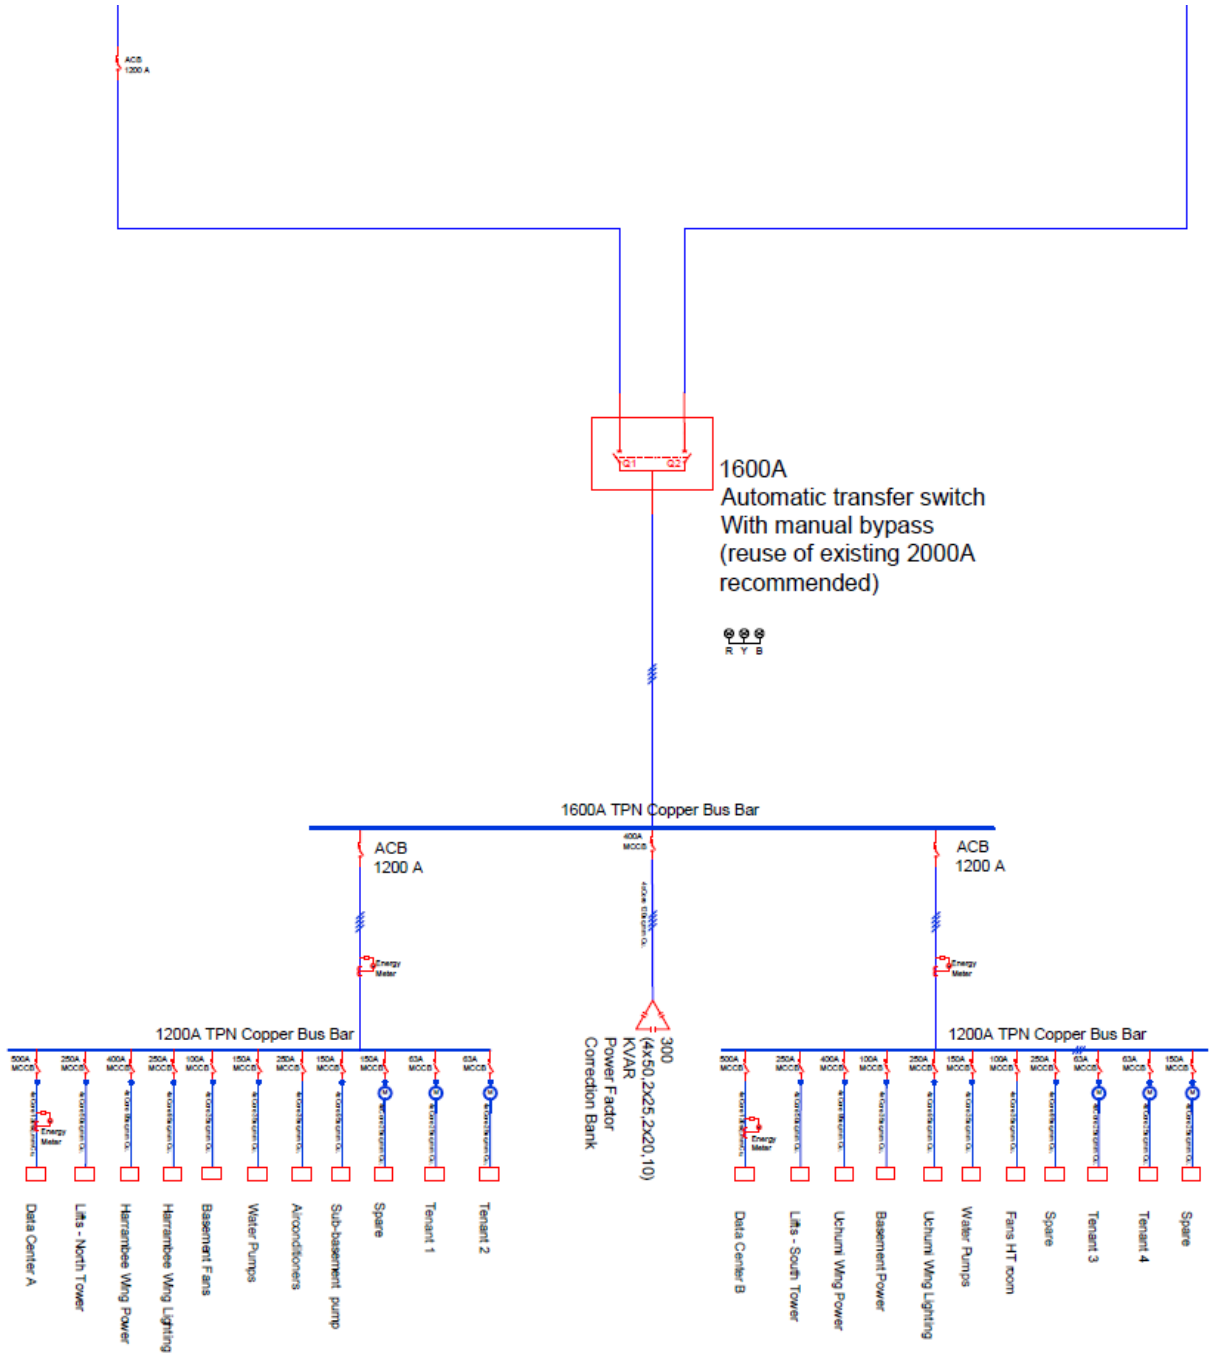 ACB
1200 A
Q1
Q2
1600A
Automatic transfer switch
With manual bypass
(reuse of existing 2000A
recommended)
R Y B
1600A TPN Copper Bus Bar
ACB
1200 A
400A
MCCB
ACB
1200 A
Energy
Meter
Energy
Meter
1200A TPN Copper Bus Bar
300
(4x50,2x25,2x20,10)
KVAR
Power Factor
Correction Bank
1200A TPN Copper Bus Bar
500A
MCCB
250A
MCCB
400A
MCCB
250A
MCCB
100A
MCCB
150A
MCCB
250A
MCCB
150A
MCCB
150A
MCCB
63A
MCCB
63A
MCCB
500A
MCCB
250A
MCCB
400A
MCCB
100A
MCCB
250A
MCCB
150A
MCCB
100A
MCCB
250A
MCCB
63A
MCCB
63A
MCCB
150A
MCCB
Energy
Meter
Energy
Meter
Data Center A
Lifts - North Tower
Harrambee Wing Power
Harrambee Wing Lighting
Basement Fans
Water Pumps
Airconditioners
Sub-basement pump
Spare
Tenant 1
Tenant 2
Data Center B
Lifts - South Tower
Uchumi Wing Power
Basement Power
Uchumi Wing Lighting
Water Pumps
Fans HT room
Spare
Tenant 3
Tenant 4
Spare